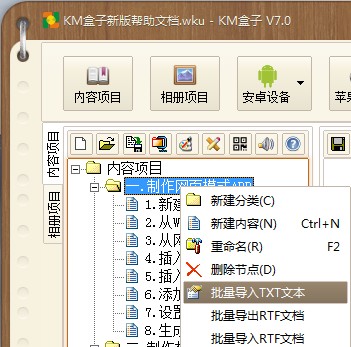 KM盒子新版帮助文档.wku - KM盒子 V7.0
内容项目
相册项目
安卓设备
内容项目
相册项目
内容项目
一.制作网页模式APP
1.新建
2.从W
3.从网
4.插入
5.插入
6.添加
7.设置
8.生成
新建分类(C)
新建内容(N) Ctrl+N
重命名(R) F2
删除节点(D)
批量导入TXT文本
批量导出RTF文档
批量导入RTF文档